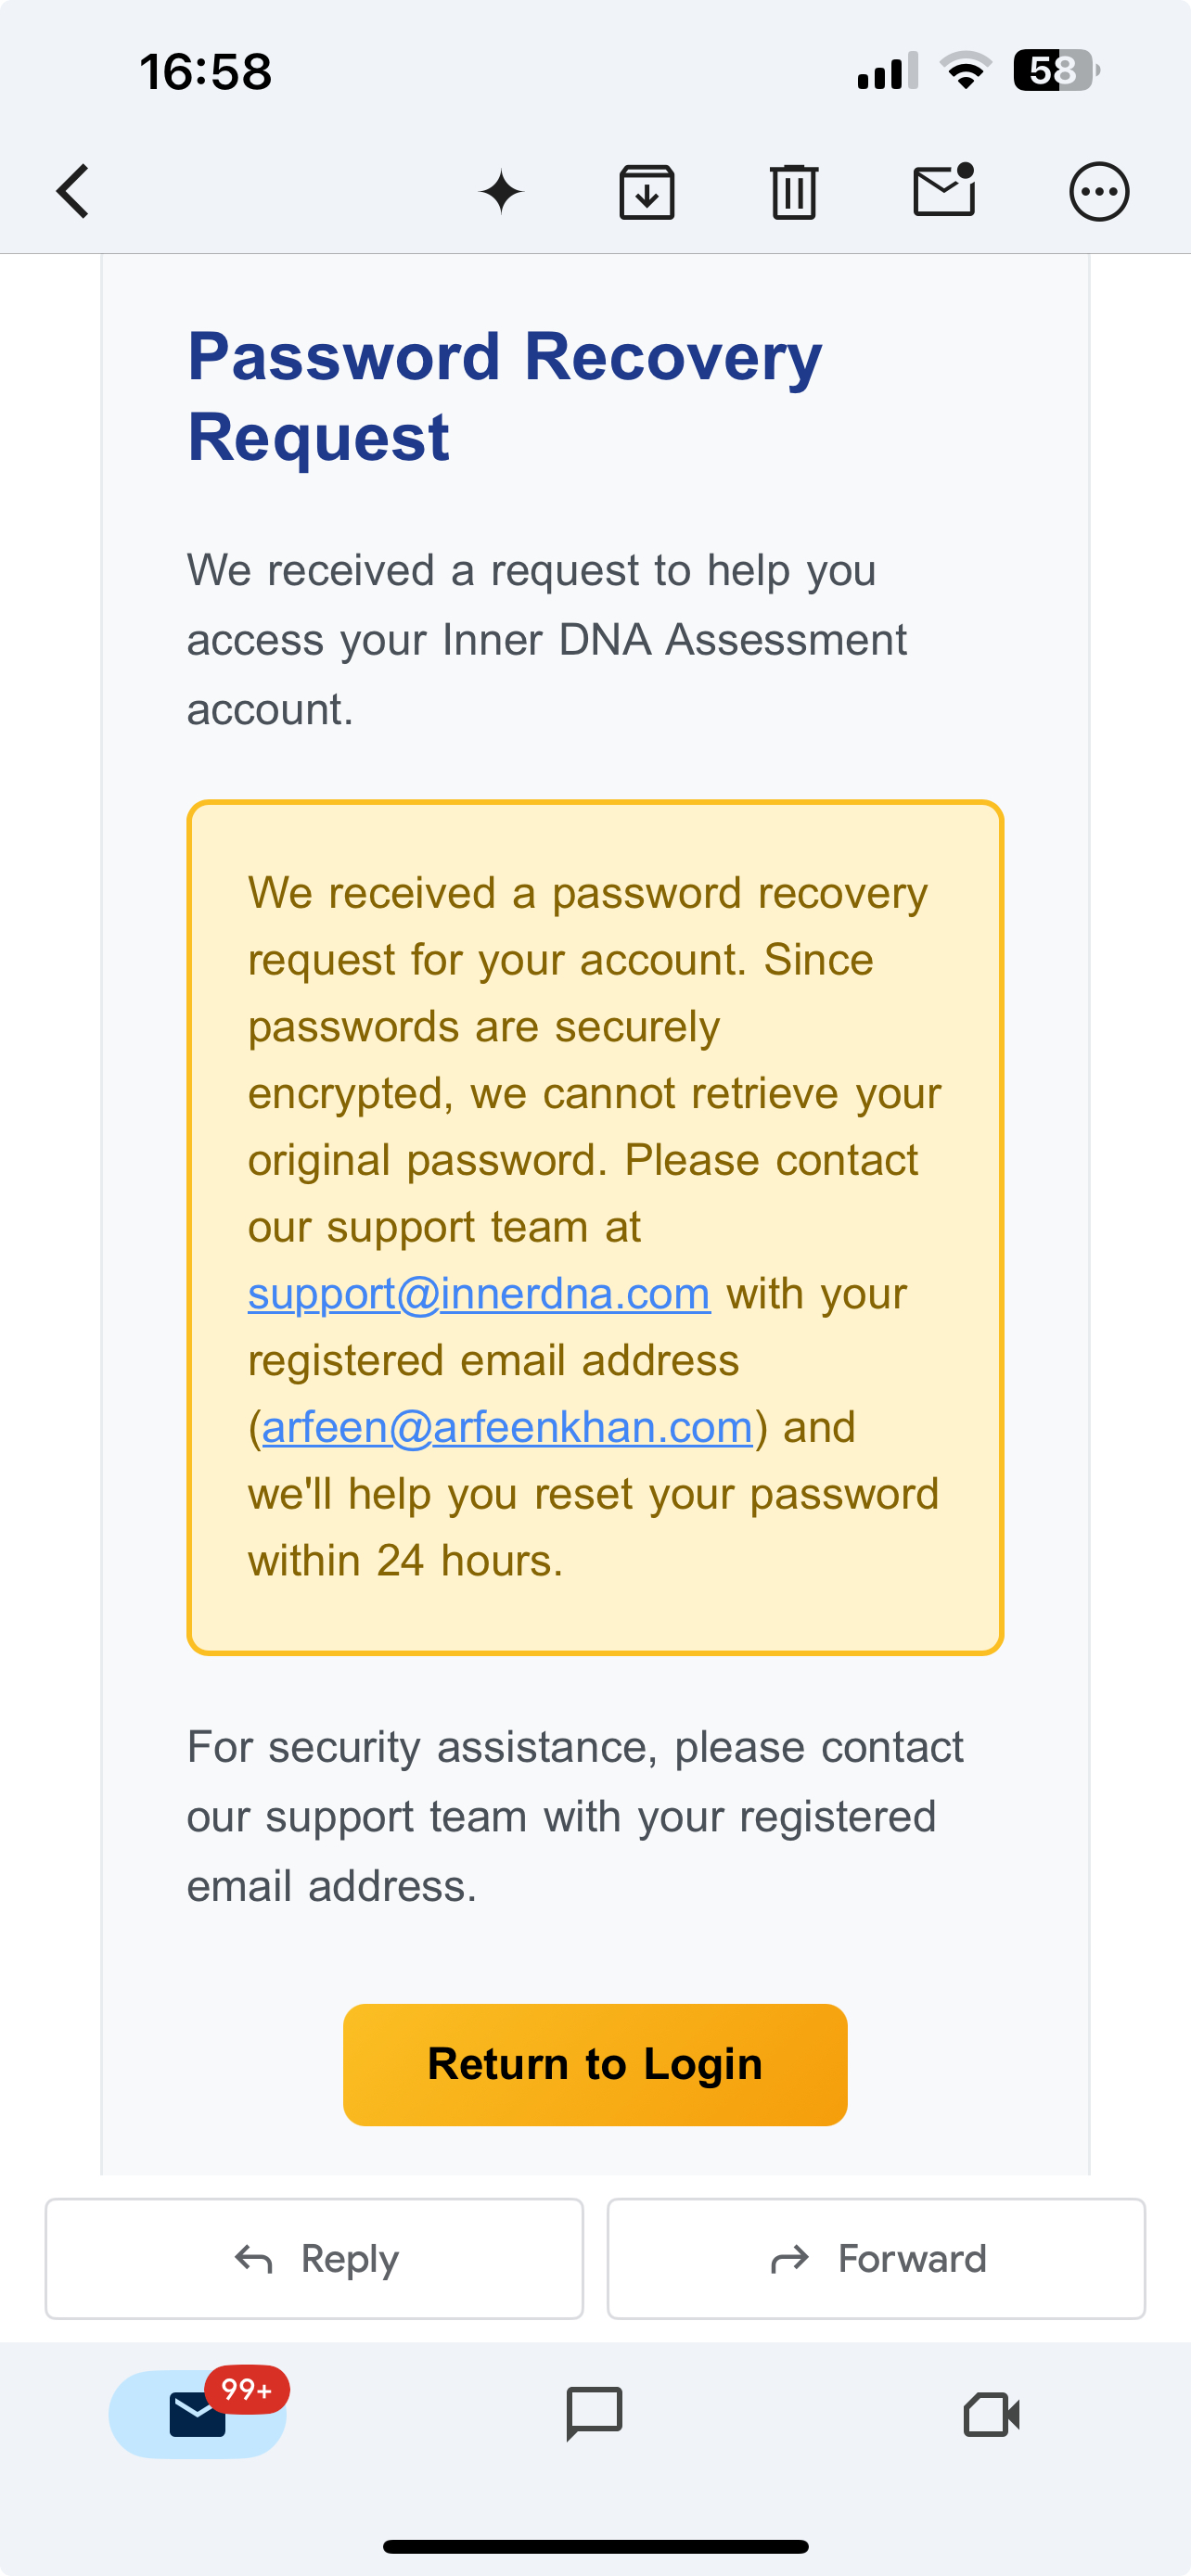 16:58
58
Password Recovery
Request
We received a request to help you
access your Inner DNA Assessment
account.
We received a password recovery
request for your account. Since
passwords are securely
encrypted, we cannot retrieve your
original password. Please contact
our support team at
support@innerdna.com with your
registered email address
(arfeen@arfeenkhan.com) and
we'll help you reset your password
within 24 hours.
For security assistance, please contact
our support team with your registered
email address.
Return to Login
Reply
Forward
99+